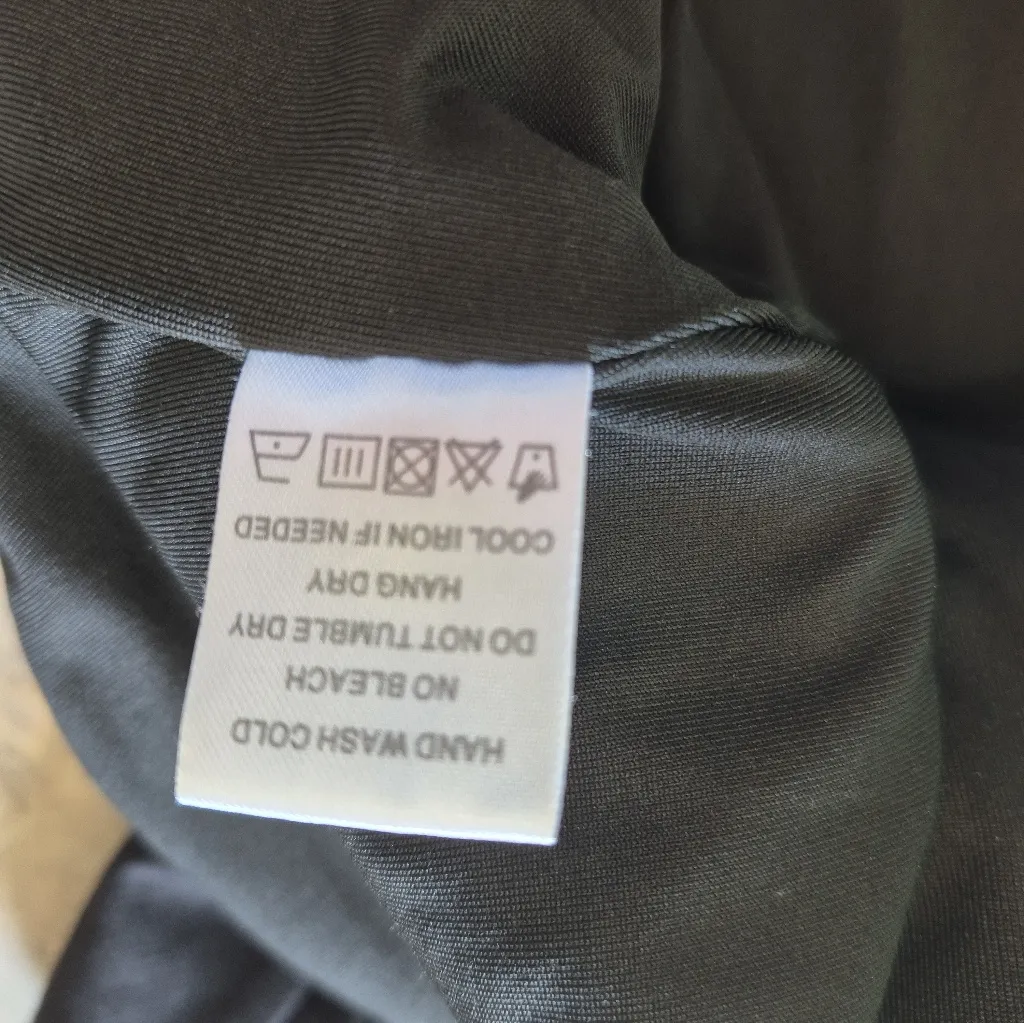 HAND WASH COLD
NO BLEACH
DO NOT TUMBLE DRY
HANG DRY
COOL IRON IF NEEDED